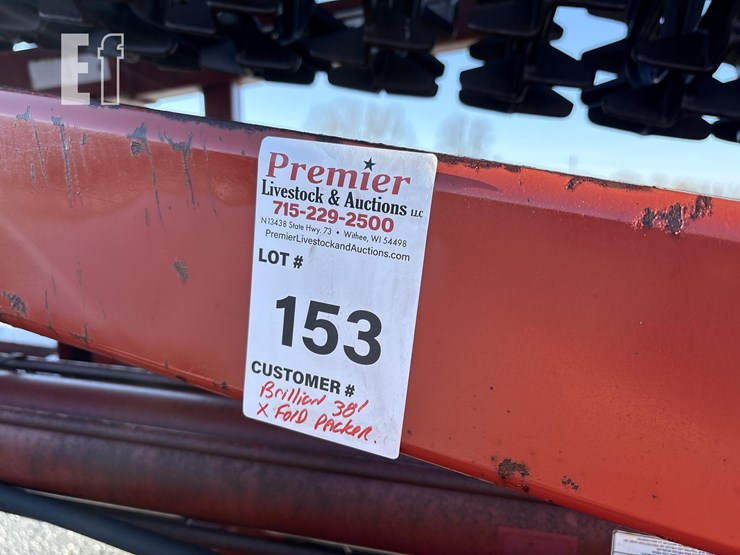 Ef
Premier
Livestock & Auctions LLC
715-229-2500
N13438 State Hwy. 73 • Withee, WI 54498
PremierLivestockandAuctions.com
LOT #
153
CUSTOMER #
Brillion 38'
X Fold Packer.